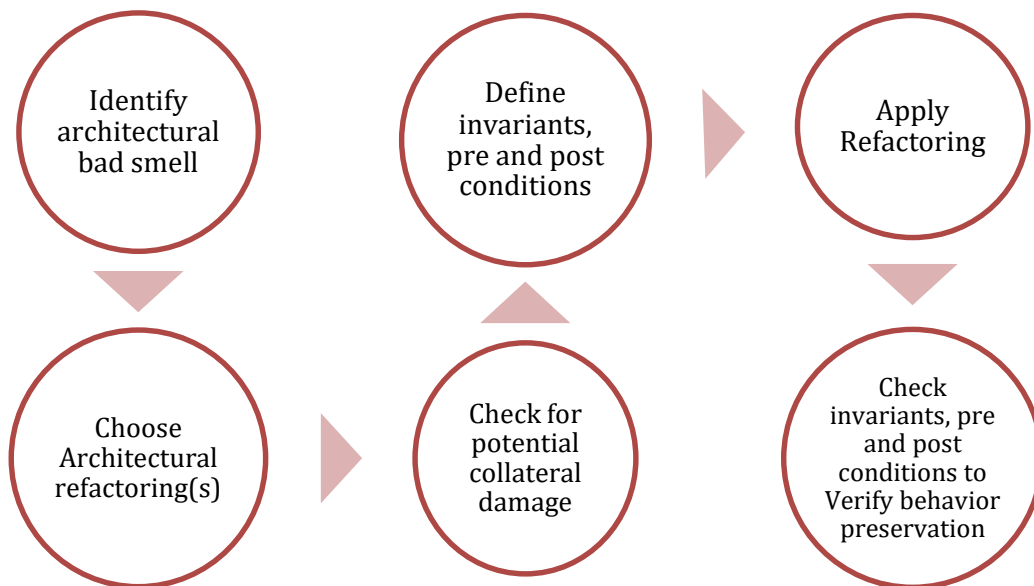 Identify
architectural
bad smell
Choose
Architectural
refactoring(s)
Check for
potential
collateral
damage
Define
invariants,
pre and post
conditions
Apply
Refactoring
Check
invariants, pre
and post
conditions to
Verify behavior
preservation